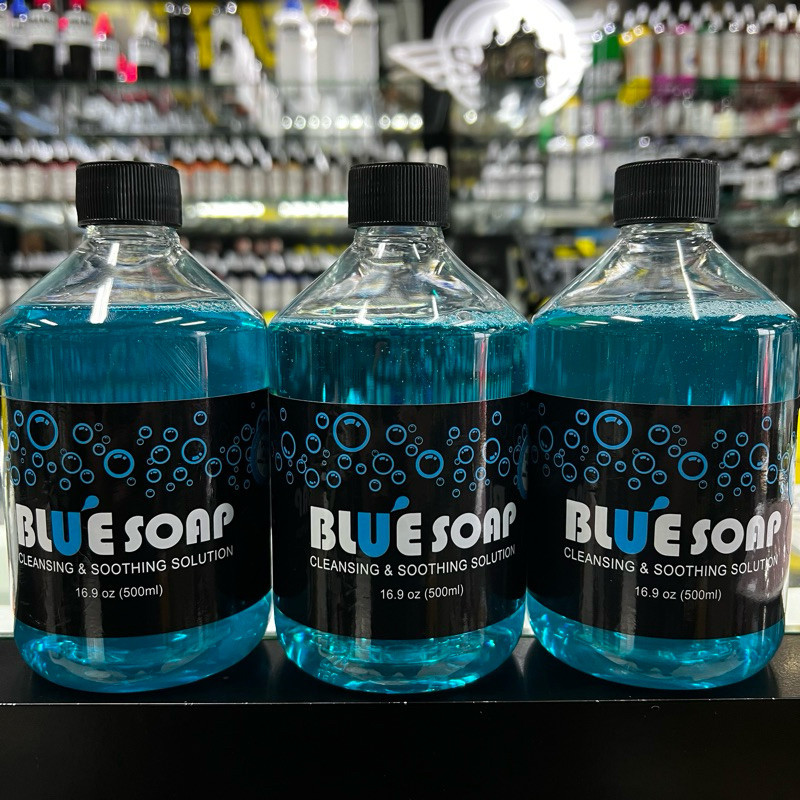 BLUE SOAP
CLEANSING & SOOTHING SOLUTION
16.9 oz (500ml)
BLUE SOAP
CLEANSING & SOOTHING SOLUTION
16.9 oz (500ml)
BLUE SOAP
CLEANSING & SOOTHING SOLUTION
16.9 oz (500ml)